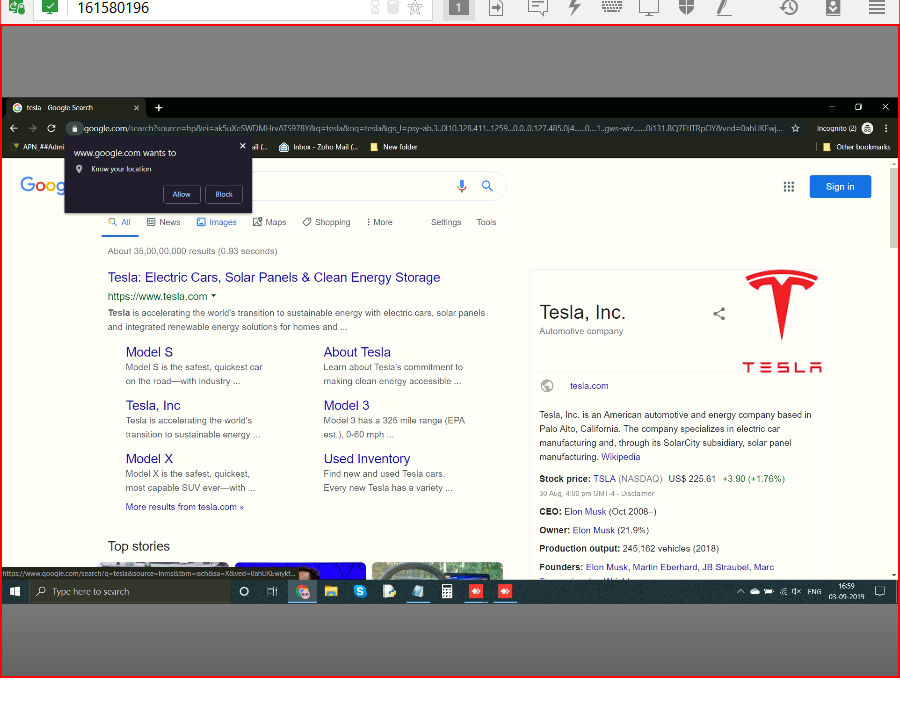 161580196
1
tesla - Google Search
google.com/search?source=hp&ei=ak5uXeSWDMHrvATS978Y&q=tesla&oq=tesla&gs_l=psy-ab.3..0l10.328.411..1259...0.0..0.127.485.0j4......0....1..gws-wiz.......0i131.BQ7FtITRpOY&ved=0ahUKEwj...
Incognito (2)
APN_##Admi
ail (...
Inbox - Zoho Mail (...
New folder
Other bookmarks
www.google.com wants to
Know your location
Allow
Block
Goog
Sign in
All
News
Images
Maps
Shopping
More
Settings
Tools
About 35,00,00,000 results (0.93 seconds)
Tesla: Electric Cars, Solar Panels & Clean Energy Storage
https://www.tesla.com
Tesla is accelerating the world's transition to sustainable energy with electric cars, solar panels
and integrated renewable energy solutions for homes and ...
Model S
Model S is the safest, quickest car
on the road—with industry ...
About Tesla
Learn about Tesla's commitment to
making clean energy accessible ...
Tesla, Inc
Tesla is accelerating the world's
transition to sustainable energy ...
Model 3
Model 3 has a 325 mile range (EPA
est.), 0-60 mph ...
Model X
Model X is the safest, quickest,
most capable SUV ever—with ...
Used Inventory
Find new and used Tesla cars.
Every new Tesla has a variety ...
More results from tesla.com »
Top stories
Tesla, Inc.
Automotive company
TESLA
tesla.com
Tesla, Inc. is an American automotive and energy company based in
Palo Alto, California. The company specializes in electric car
manufacturing and, through its SolarCity subsidiary, solar panel
manufacturing. Wikipedia
Stock price: TSLA (NASDAQ) US$ 225.61 +3.90 (+1.76%)
30 Aug, 4:00 pm GMT-4 - Disclaimer
CEO: Elon Musk (Oct 2008–)
Owner: Elon Musk (21.9%)
Production output: 245,162 vehicles (2018)
Founders: Elon Musk, Martin Eberhard, JB Straubel, Marc
https://www.google.com/search?q=tesla&source=lnms&tbm=isch&sa=X&ved=0ahUKEwjykf...
Type here to search
ENG
16:59
03-09-2019